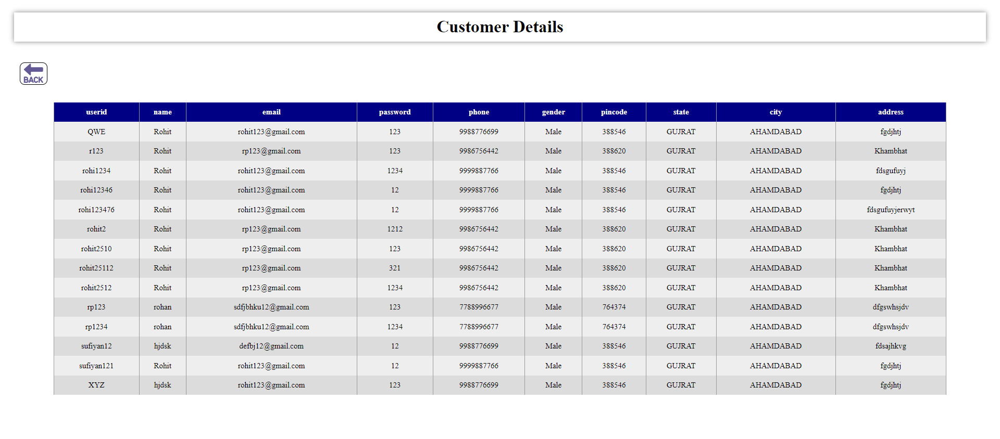 Customer Details
BACK
userid name email password phone gender pincode state city address
QWE Rohit rohit123@gmail.com 123 9988776699 Male 388546 GUJRAT AHAMDABAD fgdjhtj
r123 Rohit rp123@gmail.com 123 9986756442 Male 388620 GUJRAT AHAMDABAD Khambhat
rohi1234 Rohit rohit123@gmail.com 1234 9999887766 Male 388546 GUJRAT AHAMDABAD fdsgufuyj
rohi12346 Rohit rohit123@gmail.com 12 9999887766 Male 388546 GUJRAT AHAMDABAD fgdjhtj
rohi123476 Rohit rohit123@gmail.com 12 9999887766 Male 388546 GUJRAT AHAMDABAD fdsgufuyjerwyt
rohit2 Rohit rp123@gmail.com 1212 9986756442 Male 388620 GUJRAT AHAMDABAD Khambhat
rohit2510 Rohit rp123@gmail.com 123 9986756442 Male 388620 GUJRAT AHAMDABAD Khambhat
rohit25112 Rohit rp123@gmail.com 321 9986756442 Male 388620 GUJRAT AHAMDABAD Khambhat
rohit2512 Rohit rp123@gmail.com 1234 9986756442 Male 388620 GUJRAT AHAMDABAD Khambhat
rp123 rohan sdfjbhku12@gmail.com 123 7788996677 Male 764374 GUJRAT AHAMDABAD dfgswhsjdv
rp1234 rohan sdfjbhku12@gmail.com 1234 7788996677 Male 764374 GUJRAT AHAMDABAD dfgswhsjdv
sufiyan12 hjdsk defbj12@gmail.com 12 9988776699 Male 388546 GUJRAT AHAMDABAD fdsajhkvg
sufiyan121 Rohit rohit123@gmail.com 12 9999887766 Male 388546 GUJRAT AHAMDABAD fgdjhtj
XYZ hjdsk rohit123@gmail.com 123 9988776699 Male 388546 GUJRAT AHAMDABAD fgdjhtj